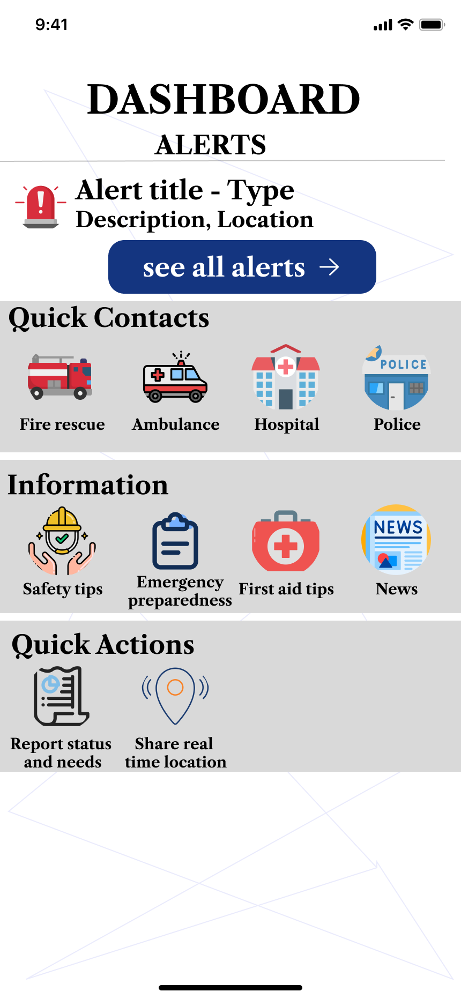 9:41
DASHBOARD
ALERTS
Alert title - Type
Description, Location
see all alerts
Quick Contacts
POLICE
Fire rescue
Ambulance
Hospital
Police
Information
NEWS
Safety tips
Emergency
preparedness
First aid tips
News
Quick Actions
Report status
and needs
Share real
time location